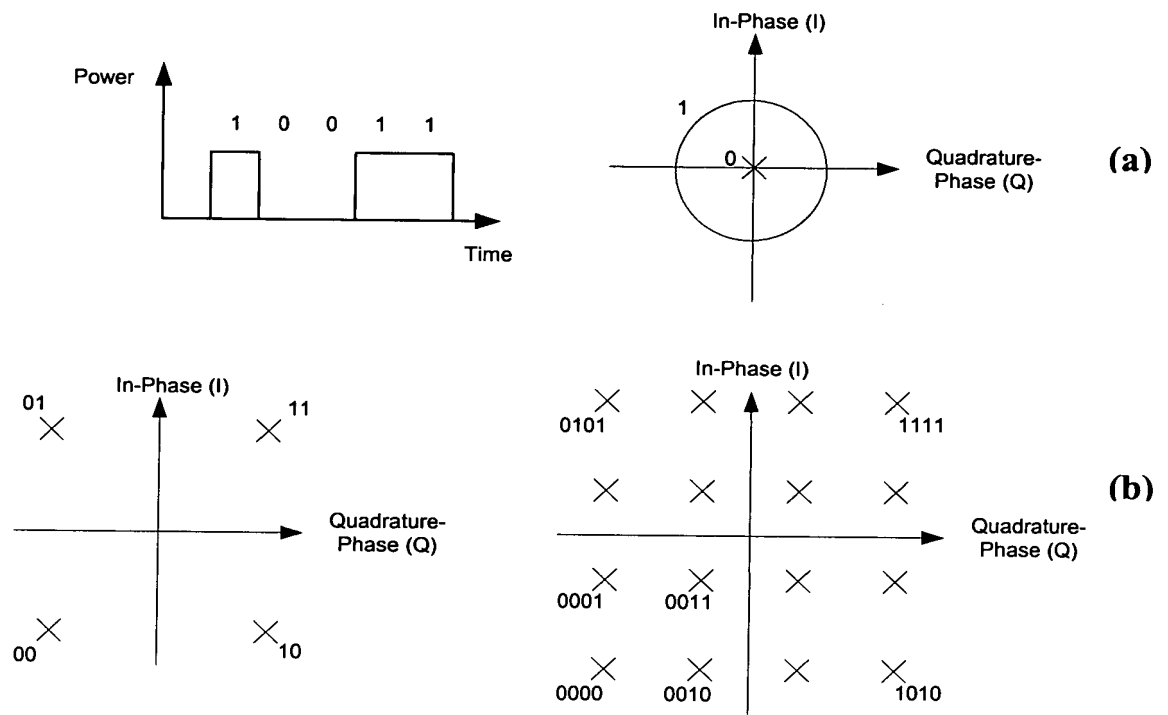 In-Phase (I)
Power
1 0 0 1 1
1
0
Quadrature-
Phase (Q)
(a)
Time
In-Phase (I)
01
11
Quadrature-
Phase (Q)
00
10
In-Phase (I)
0101
1111
(b)
Quadrature-
Phase (Q)
0001
0011
0000
0010
1010